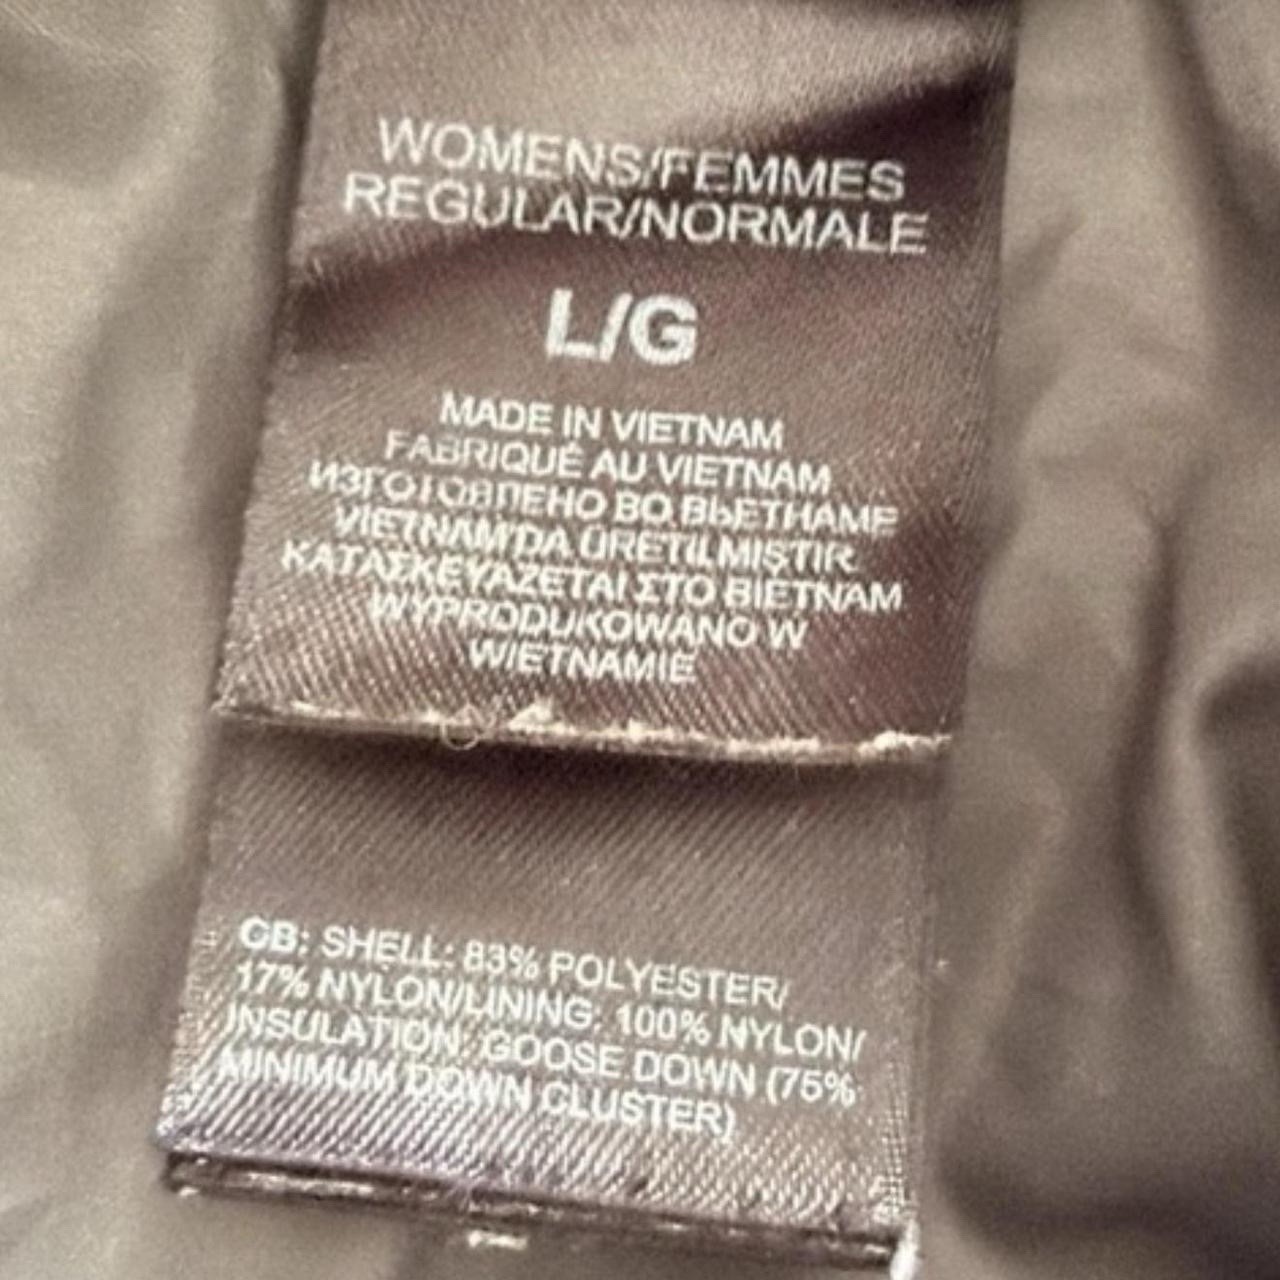 WOMENS/FEMMES
REGULAR/NORMALE
L/G
MADE IN VIETNAM
FABRIQUÉ AU VIETNAM
ИЗГОТОВЛЕНО ВО ВЬЕТНАМЕ
VIETNAM'DA ÜRETILMIŞTIR
ΚΑΤΑΣΚΕΥΑΖΕΤΑΙ ΣΤΟ ΒΙΕΤΝΑΜ
WYPRODUKOWANO W
WIETNAMIE
GB: SHELL: 83% POLYESTER/
17% NYLON/LINING: 100% NYLON/
INSULATION: GOOSE DOWN (75%
MINIMUM DOWN CLUSTER)